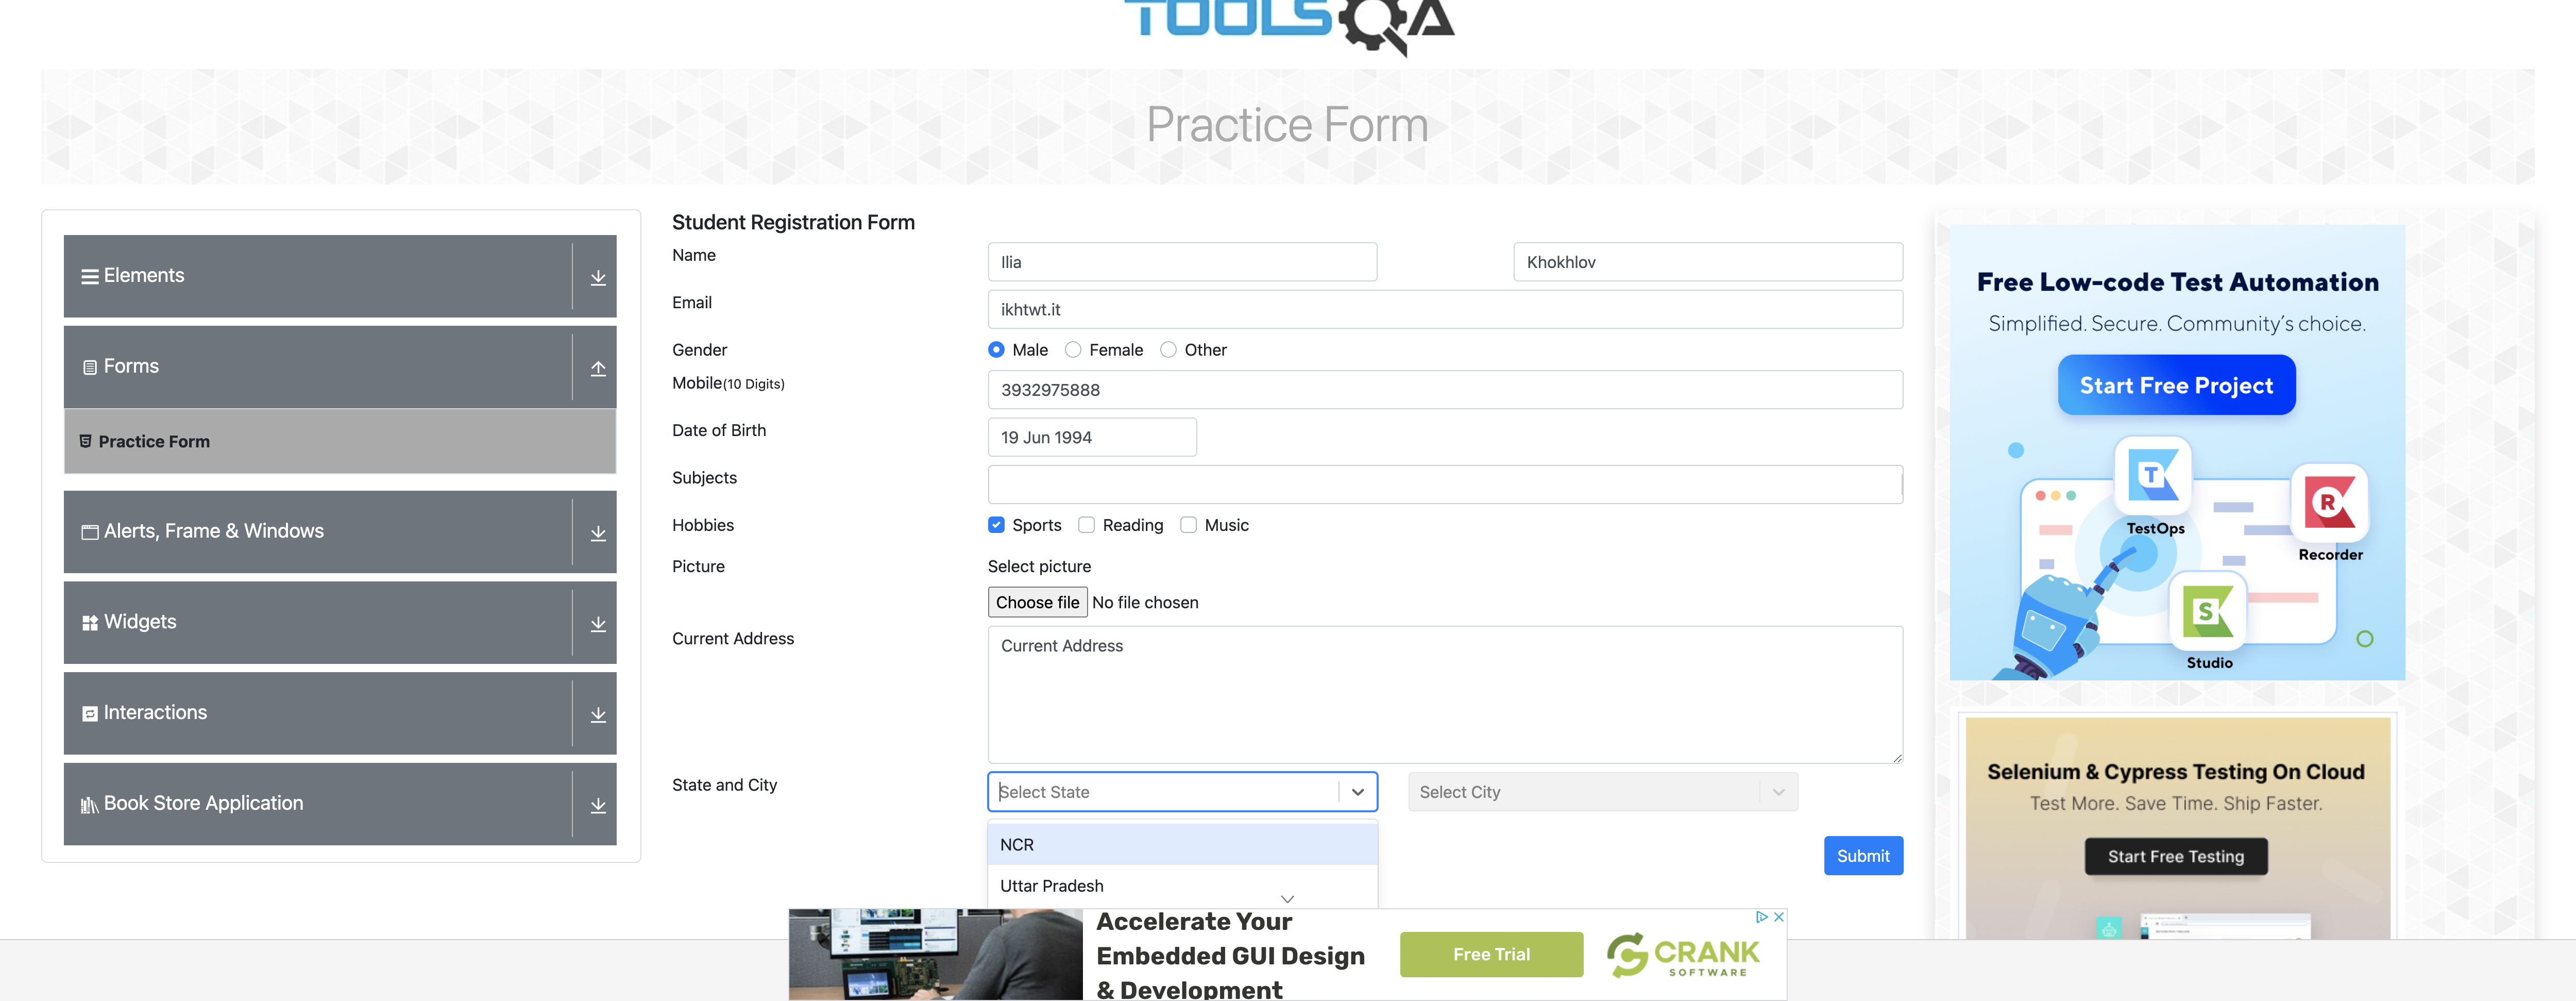 TOOLSQA
Practice Form
Elements
Forms
Practice Form
Alerts, Frame & Windows
Widgets
Interactions
Book Store Application
Student Registration Form
Name
Ilia
Khokhlov
Email
ikhtwt.it
Gender
Male Female Other
Mobile(10 Digits)
3932975888
Date of Birth
19 Jun 1994
Subjects
Hobbies
Sports Reading Music
Picture
Select picture
Choose file No file chosen
Current Address
Current Address
State and City
Select State
Select City
NCR
Uttar Pradesh
Submit
Free Low-code Test Automation
Simplified. Secure. Community's choice.
Start Free Project
T
TestOps
R
Recorder
S
Studio
Selenium & Cypress Testing On Cloud
Test More. Save Time. Ship Faster.
Start Free Testing
Accelerate Your
Embedded GUI Design
& Development
Free Trial
CRANK
SOFTWARE